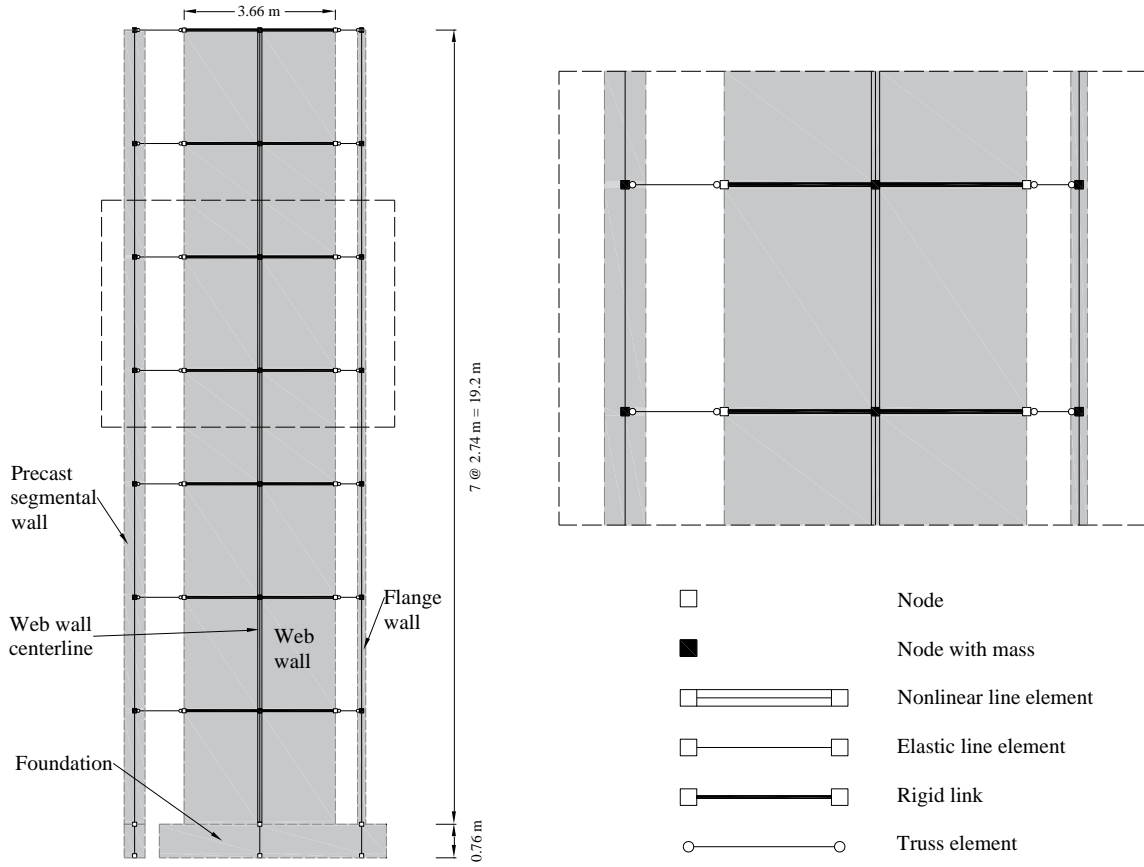 3.66 m
7 @ 2.74 m = 19.2 m
Precast
segmental
wall
Web wall
centerline
Web
wall
Flange
wall
Foundation
0.76 m
Node
Node with mass
Nonlinear line element
Elastic line element
Rigid link
Truss element